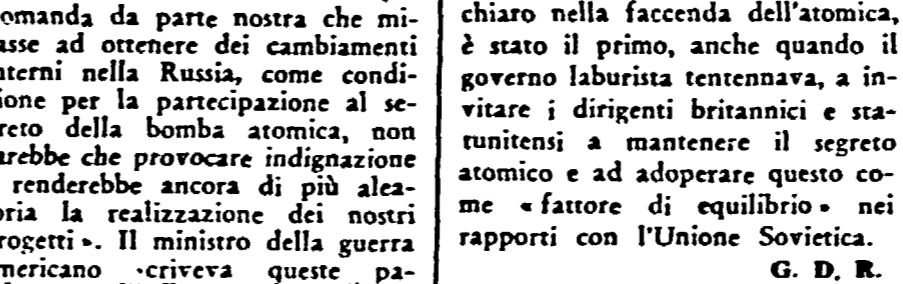 omanda da parte nostra che mi-
asse ad ottenere dei cambiamenti
nterni nella Russia, come condi-
ione per la partecipazione al se-
reto della bomba atomica, non
arebbe che provocare indignazione
renderebbe ancora di più alea-
oria la realizzazione dei nostri
rogetti ». Il ministro della guerra
mericano ·criveva queste pa-
chiaro nella faccenda dell'atomica,
è stato il primo, anche quando il
governo laburista tentennava, a in-
vitare i dirigenti britannici e sta-
tunitensi a mantenere il segreto
atomico e ad adoperare questo co-
me « fattore di equilibrio » nei
rapporti con l'Unione Sovietica.
G. D. R.